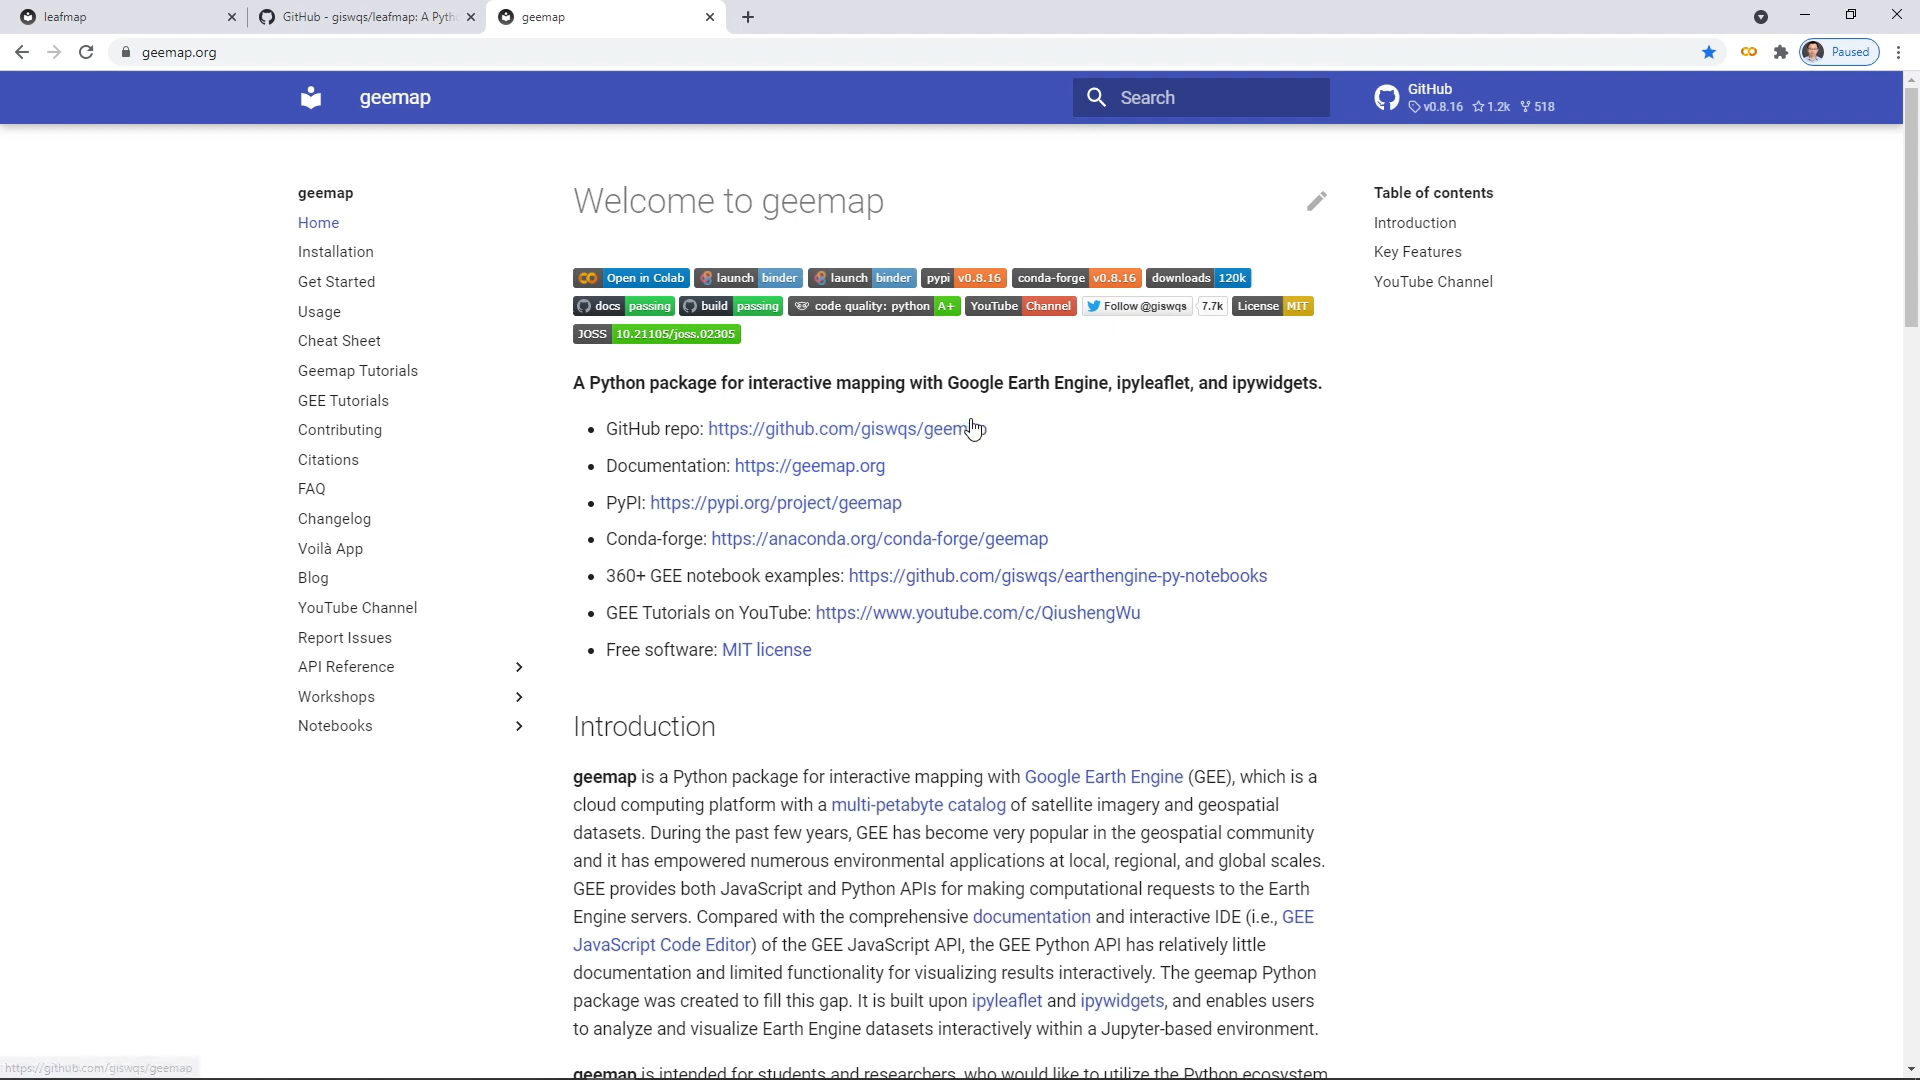 leafmap
GitHub - giswqs/leafmap: A Pyth
geemap
geemap.org
Paused
geemap
Search
GitHub
v0.8.16 1.2k 518
geemap
Home
Installation
Get Started
Usage
Cheat Sheet
Geemap Tutorials
GEE Tutorials
Contributing
Citations
FAQ
Changelog
Voilà App
Blog
YouTube Channel
Report Issues
API Reference
Workshops
Notebooks
Welcome to geemap
Open in Colab launch binder launch binder pypi v0.8.16 conda-forge v0.8.16 downloads 120k
docs passing build passing code quality: python A+ YouTube Channel Follow @giswqs 7.7k License MIT
JOSS 10.21105/joss.02305
A Python package for interactive mapping with Google Earth Engine, ipyleaflet, and ipywidgets.
• GitHub repo: https://github.com/giswqs/geemap
• Documentation: https://geemap.org
• PyPI: https://pypi.org/project/geemap
• Conda-forge: https://anaconda.org/conda-forge/geemap
• 360+ GEE notebook examples: https://github.com/giswqs/earthengine-py-notebooks
• GEE Tutorials on YouTube: https://www.youtube.com/c/QiushengWu
• Free software: MIT license
Introduction
geemap is a Python package for interactive mapping with Google Earth Engine (GEE), which is a
cloud computing platform with a multi-petabyte catalog of satellite imagery and geospatial
datasets. During the past few years, GEE has become very popular in the geospatial community
and it has empowered numerous environmental applications at local, regional, and global scales.
GEE provides both JavaScript and Python APIs for making computational requests to the Earth
Engine servers. Compared with the comprehensive documentation and interactive IDE (i.e., GEE
JavaScript Code Editor) of the GEE JavaScript API, the GEE Python API has relatively little
documentation and limited functionality for visualizing results interactively. The geemap Python
package was created to fill this gap. It is built upon ipyleaflet and ipywidgets, and enables users
to analyze and visualize Earth Engine datasets interactively within a Jupyter-based environment.
geemap is intended for students and researchers, who would like to utilize the Python ecosystem
Table of contents
Introduction
Key Features
YouTube Channel
https://github.com/giswqs/geemap